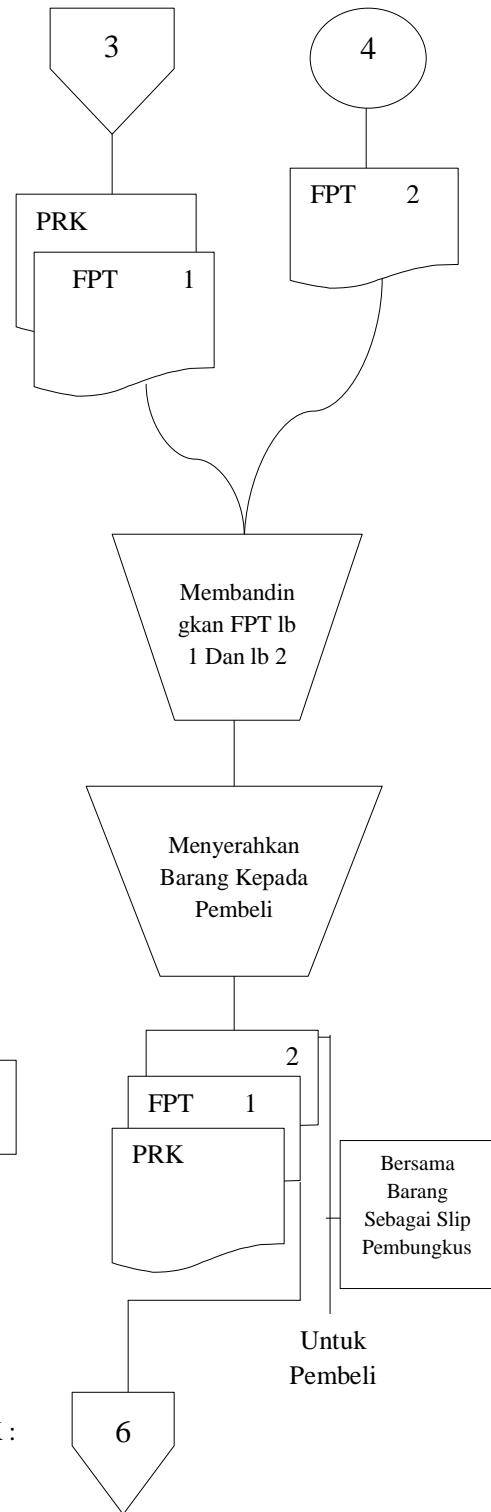 3
4
PRK
FPT 1
FPT 2
Membandin
gkan FPT lb
1 Dan lb 2
Menyerahkan
Barang Kepada
Pembeli
2
FPT 1
PRK
Bersama
Barang
Sebagai Slip
Pembungkus
Untuk
Pembeli
:
6